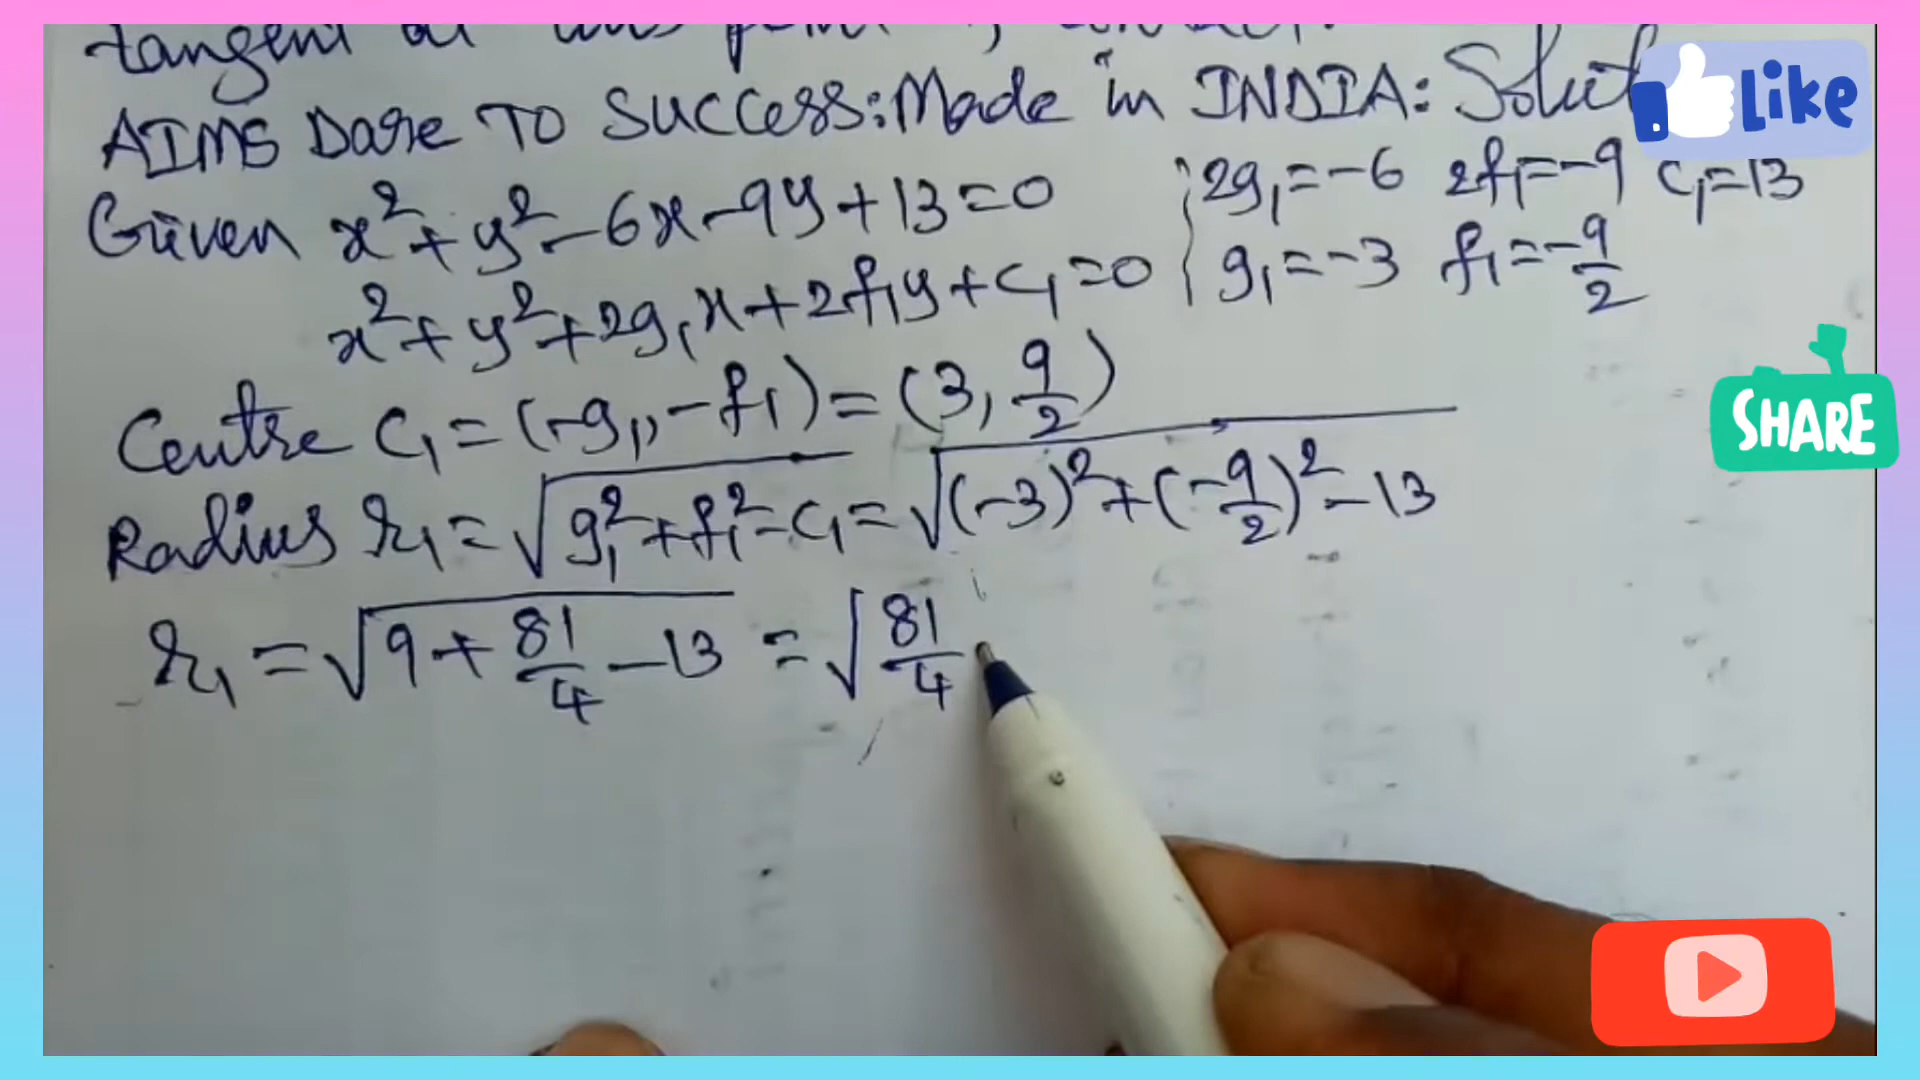 tangent at
AIMS Dare To Success: Made in INDIA:
Like
Given x²+y²-6x-9y+13=0
2g₁=-6 2f₁=-9 c₁=13
x²+y²+2g₁x+2f₁y+c₁=0
g₁=-3 f₁=-9/2
Centre C₁=(-g₁,-f₁)=(3,9/2)
SHARE
Radius r₁=√(g₁²+f₁²-c₁)=√((-3)²+(-9/2)²-13)
r₁=√(9+81/4-13)=√81/4